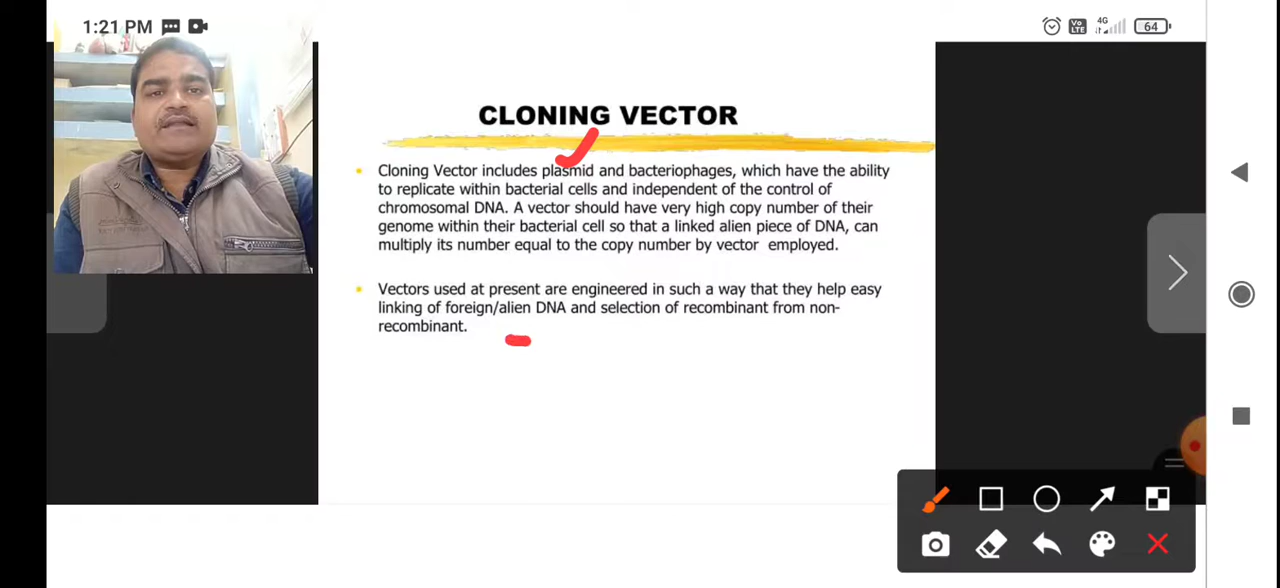 1:21 PM
Vo
LTE
4G
64
CLONING VECTOR
Cloning Vector includes plasmid and bacteriophages, which have the ability
to replicate within bacterial cells and independent of the control of
chromosomal DNA. A vector should have very high copy number of their
genome within their bacterial cell so that a linked alien piece of DNA, can
multiply its number equal to the copy number by vector employed.
Vectors used at present are engineered in such a way that they help easy
linking of foreign/alien DNA and selection of recombinant from non-
recombinant.